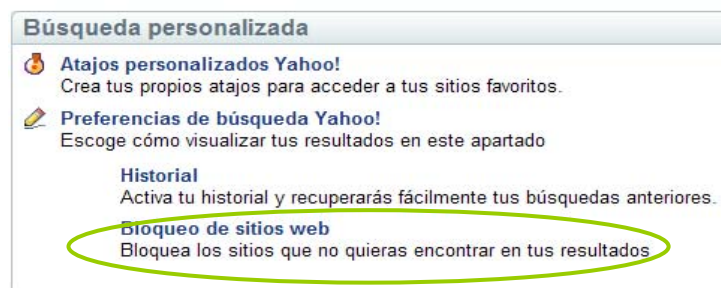 Búsqueda personalizada
Atajos personalizados Yahoo!
Crea tus propios atajos para acceder a tus sitios favoritos.
Preferencias de búsqueda Yahoo!
Escoge cómo visualizar tus resultados en este apartado
Historial
Activa tu historial y recuperarás fácilmente tus búsquedas anteriores.
Bloqueo de sitios web
Bloquea los sitios que no quieras encontrar en tus resultados